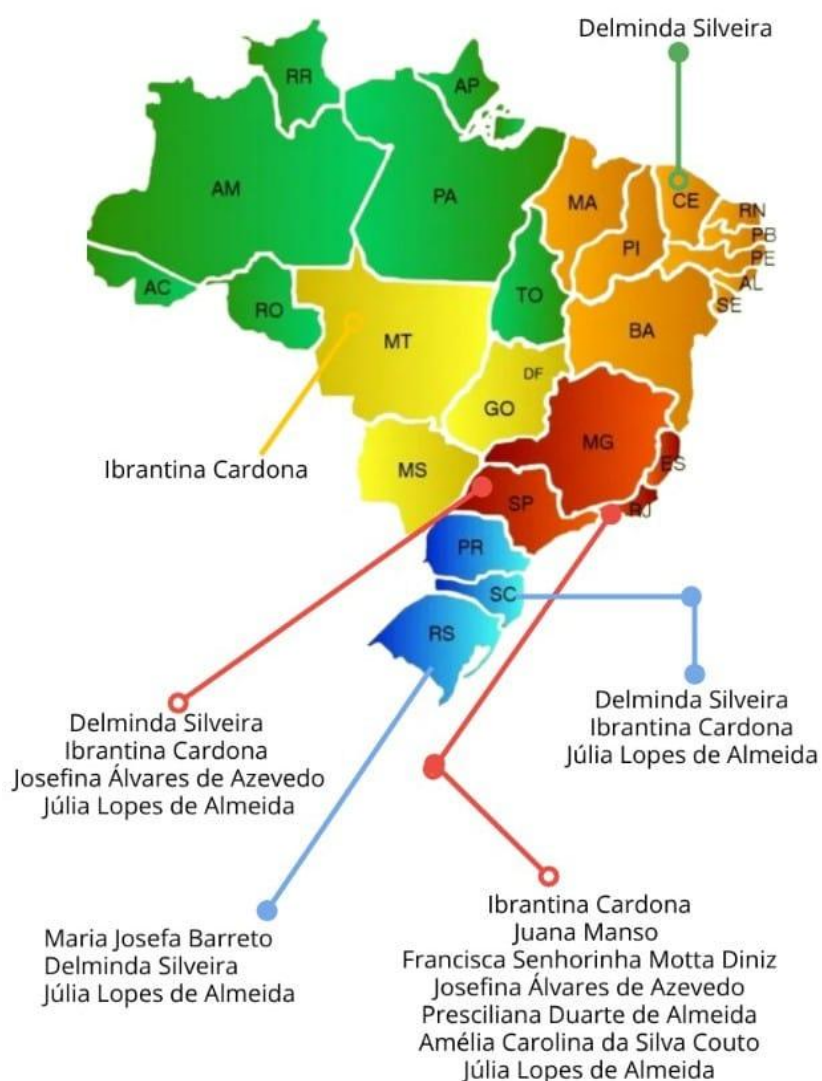 Delminda Silveira
RR
AP
AM
PA
MA
CE
RN
PB
PI
PE
AL
AC
TO
SE
RO
BA
MT
DF
GO
MG
Ibrantina Cardona
MS
ES
SP
RJ
PR
SC
RS
Delminda Silveira
Ibrantina Cardona
Júlia Lopes de Almeida
Delminda Silveira
Ibrantina Cardona
Josefina Álvares de Azevedo
Júlia Lopes de Almeida
Maria Josefa Barreto
Delminda Silveira
Júlia Lopes de Almeida
Ibrantina Cardona
Juana Manso
Francisca Senhorinha Motta Diniz
Josefina Álvares de Azevedo
Presciliana Duarte de Almeida
Amélia Carolina da Silva Couto
Júlia Lopes de Almeida